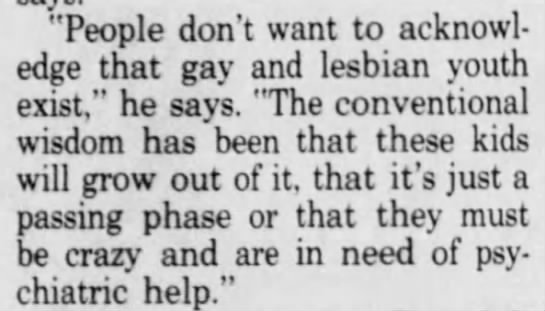 says.
"People don't want to acknowl-
edge that gay and lesbian youth
exist," he says. "The conventional
wisdom has been that these kids
will grow out of it, that it's just a
passing phase or that they must
be crazy and are in need of psy-
chiatric help."